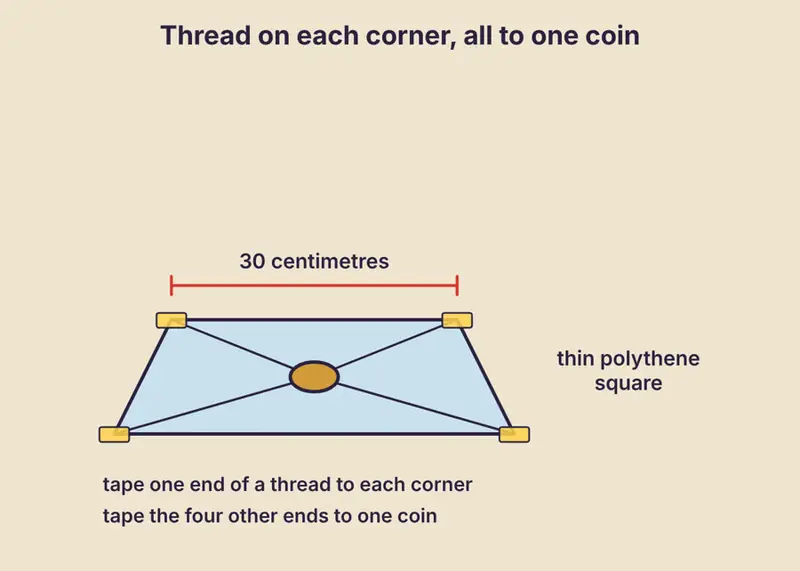 Thread on each corner, all to one coin
30 centimetres
thin polythene
square
tape one end of a thread to each corner
tape the four other ends to one coin